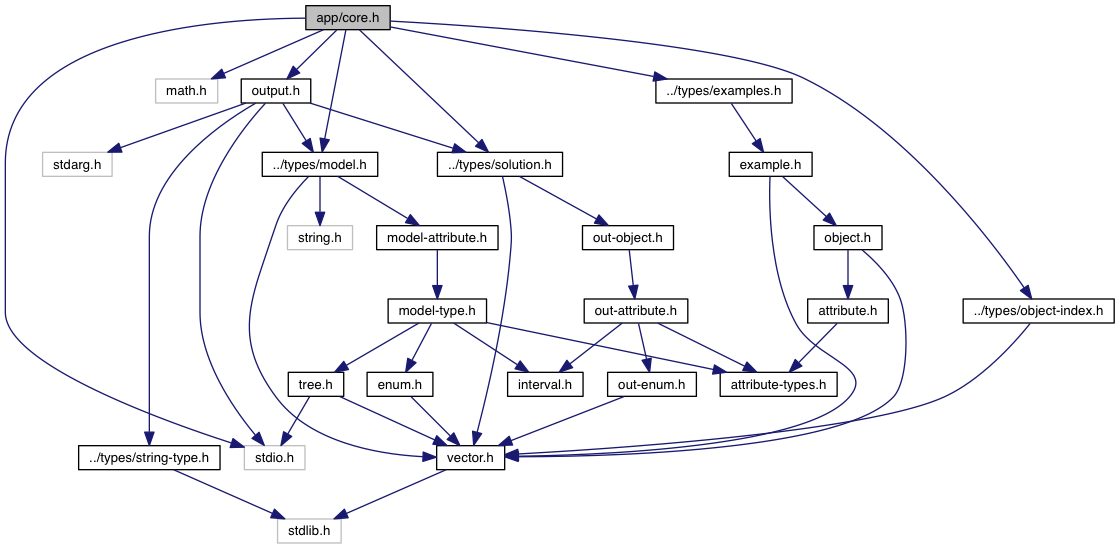 app/core.h
math.h
output.h
../types/examples.h
stdarg.h
../types/model.h
../types/solution.h
example.h
string.h
model-attribute.h
out-object.h
object.h
model-type.h
out-attribute.h
attribute.h
../types/object-index.h
tree.h
enum.h
interval.h
out-enum.h
attribute-types.h
../types/string-type.h
stdio.h
vector.h
stdlib.h